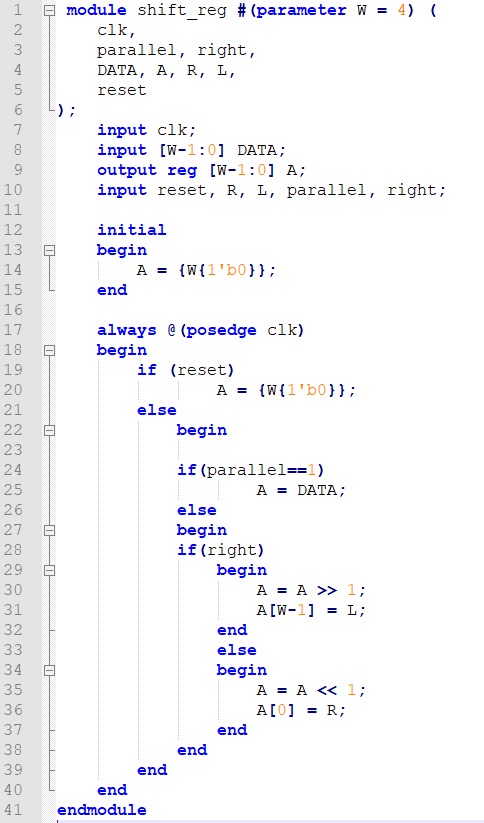 1 module shift_reg #(parameter W = 4) (
2 clk,
3 parallel, right,
4 DATA, A, R, L,
5 reset
6 );
7 input clk;
8 input [W-1:0] DATA;
9 output reg [W-1:0] A;
10 input reset, R, L, parallel, right;
11
12 initial
13 begin
14 A = {W{1'b0}};
15 end
16
17 always @(posedge clk)
18 begin
19 if (reset)
20 A = {W{1'b0}};
21 else
22 begin
23
24 if(parallel==1)
25 A = DATA;
26 else
27 begin
28 if(right)
29 begin
30 A = A >> 1;
31 A[W-1] = L;
32 end
33 else
34 begin
35 A = A << 1;
36 A[0] = R;
37 end
38 end
39 end
40 end
41 endmodule